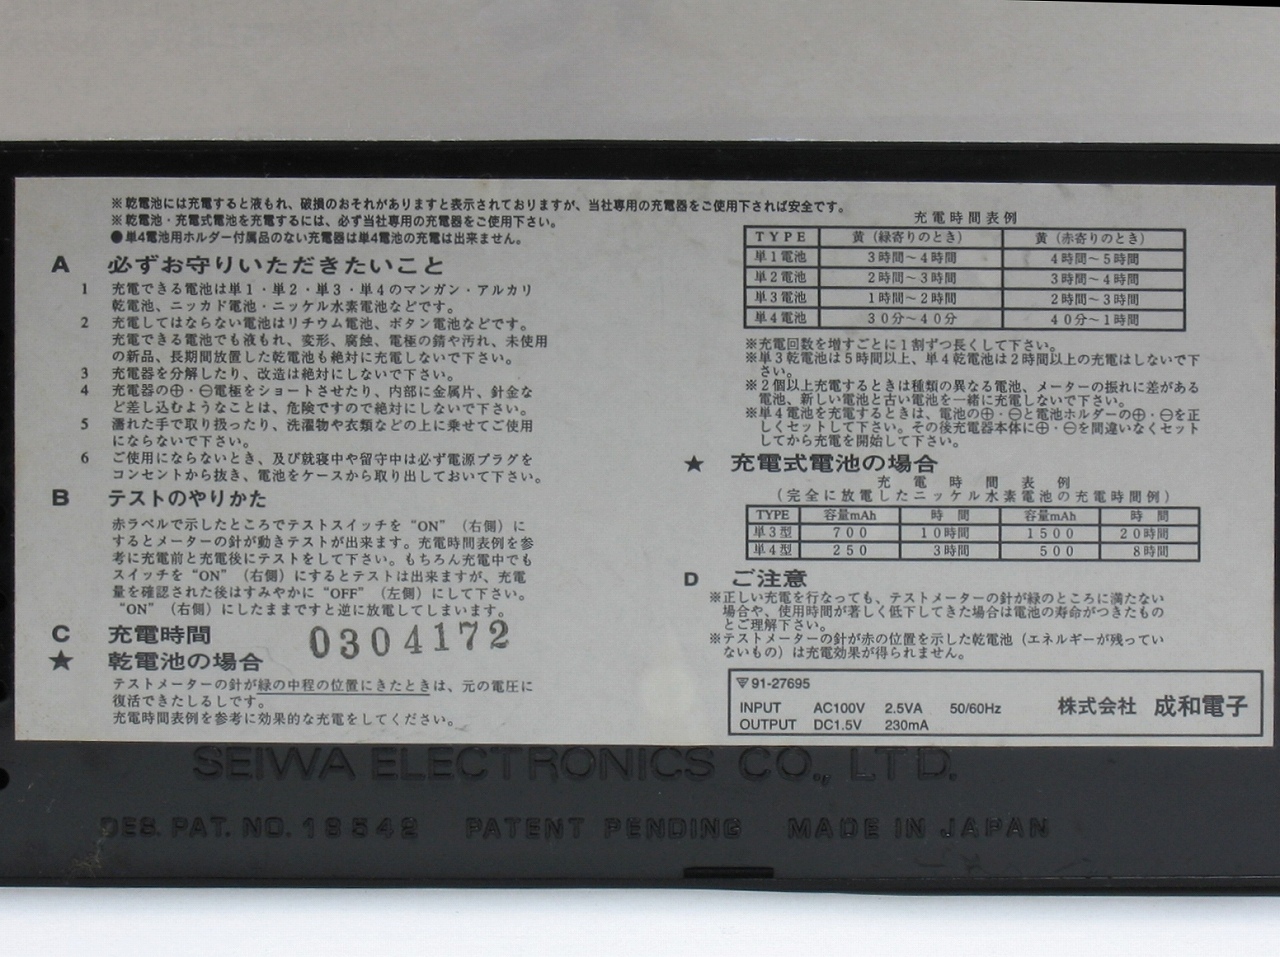 ※乾電池には充電すると液もれ、破損のおそれがありますと表示されておりますが、当社専用の充電器をご使用下されば安全です。
※乾電池・充電式電池を充電するには、必ず当社専用の充電器をご使用下さい。
●単4電池用ホルダー付属品のない充電器は単4電池の充電は出来ません。
A 必ずお守りいただきたいこと
1 充電できる電池は単1・単2・単3・単4のマンガン・アルカリ
乾電池、ニッカド電池・ニッケル水素電池などです。
2 充電してはならない電池はリチウム電池、ボタン電池などです。
充電できる電池でも液もれ、変形、腐蝕、電極の錆や汚れ、未使用
の新品、長期間放置した乾電池も絶対に充電しないで下さい。
3 充電器を分解したり、改造は絶対にしないで下さい。
4 充電器の⊕・⊖電極をショートさせたり、内部に金属片、針金な
ど差し込むようなことは、危険ですので絶対にしないで下さい。
5 濡れた手で取り扱ったり、洗濯物や衣類などの上に乗せてご使用
にならないで下さい。
6 ご使用にならないとき、及び就寝中や留守中は必ず電源プラグを
コンセントから抜き、電池をケースから取り出しておいて下さい。
B テストのやりかた
赤ラベルで示したところでテストスイッチを“ON”（右側）に
するとメーターの針が動きテストが出来ます。充電時間表例を参
考に充電前と充電後にテストをして下さい。もちろん充電中でも
スイッチを“ON”（右側）にするとテストは出来ますが、充電
量を確認された後はすみやかに“OFF”（左側）にして下さい。
“ON”（右側）にしたままですと逆に放電してしまいます。
C 充電時間
0304172
★ 乾電池の場合
テストメーターの針が緑の中程の位置にきたときは、元の電圧に
復活できたしるしです。
充電時間表例を参考に効果的な充電をしてください。
充電時間表例
TYPE 黄（緑寄りのとき） 黄（赤寄りのとき）
単1電池 3時間～4時間 4時間～5時間
単2電池 2時間～3時間 3時間～4時間
単3電池 1時間～2時間 2時間～3時間
単4電池 30分～40分 40分～1時間
※充電回数を増すごとに1割ずつ長くして下さい。
※単3乾電池は5時間以上、単4乾電池は2時間以上の充電はしないで下
さい。
※2個以上充電するときは種類の異なる電池、メーターの振れに差がある
電池、新しい電池と古い電池を一緒に充電しないで下さい。
※単4電池を充電するときは、電池の⊕・⊖と電池ホルダーの⊕・⊖を正
しくセットして下さい。その後充電器本体に⊕・⊖を間違いなくセット
してから充電を開始して下さい。
★ 充電式電池の場合
充電時間表例
（完全に放電したニッケル水素電池の充電時間例）
TYPE 容量mAh 時間 容量mAh 時間
単3型 700 10時間 1500 20時間
単4型 250 3時間 500 8時間
D ご注意
※正しい充電を行なっても、テストメーターの針が緑のところに満たない
場合や、使用時間が著しく低下してきた場合は電池の寿命がつきたもの
とご理解下さい。
※テストメーターの針が赤の位置を示した乾電池（エネルギーが残ってい
ないもの）は充電効果が得られません。
91-27695
INPUT AC100V 2.5VA 50/60Hz
OUTPUT DC1.5V 230mA
株式会社 成和電子
SEIWA ELECTRONICS CO., LTD.
DES. PAT. NO. 18542 PATENT PENDING MADE IN JAPAN